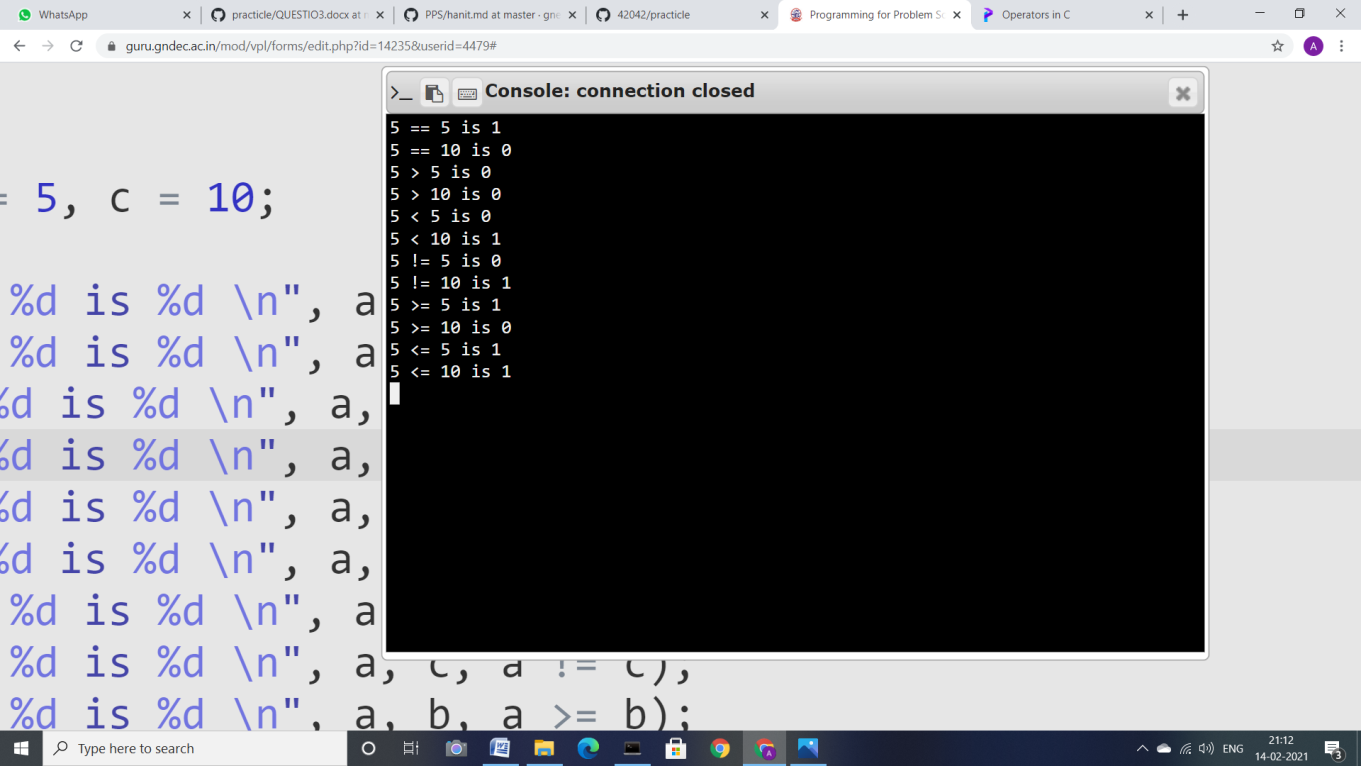 WhatsApp
practicle/QUESTIO3.docx at
PPS/hanit.md at master · gne
42042/practicle
Programming for Problem
Operators in C
guru.gndec.ac.in/mod/vpl/forms/edit.php?id=14235&userid=4479#
A
>_ Console: connection closed
5 == 5 is 1
5 == 10 is 0
5 > 5 is 0
5 > 10 is 0
5 < 5 is 0
5 < 10 is 1
5 != 5 is 0
5 != 10 is 1
5 >= 5 is 1
5 >= 10 is 0
5 <= 5 is 1
5 <= 10 is 1
= 5, c = 10;
%d is %d \n", a
%d is %d \n", a
%d is %d \n", a,
%d is %d \n", a,
%d is %d \n", a,
%d is %d \n", a,
%d is %d \n", a
%d is %d \n", a, c, a != c);
%d is %d \n", a, b, a >= b);
Type here to search
ENG
21:12
14-02-2021
3